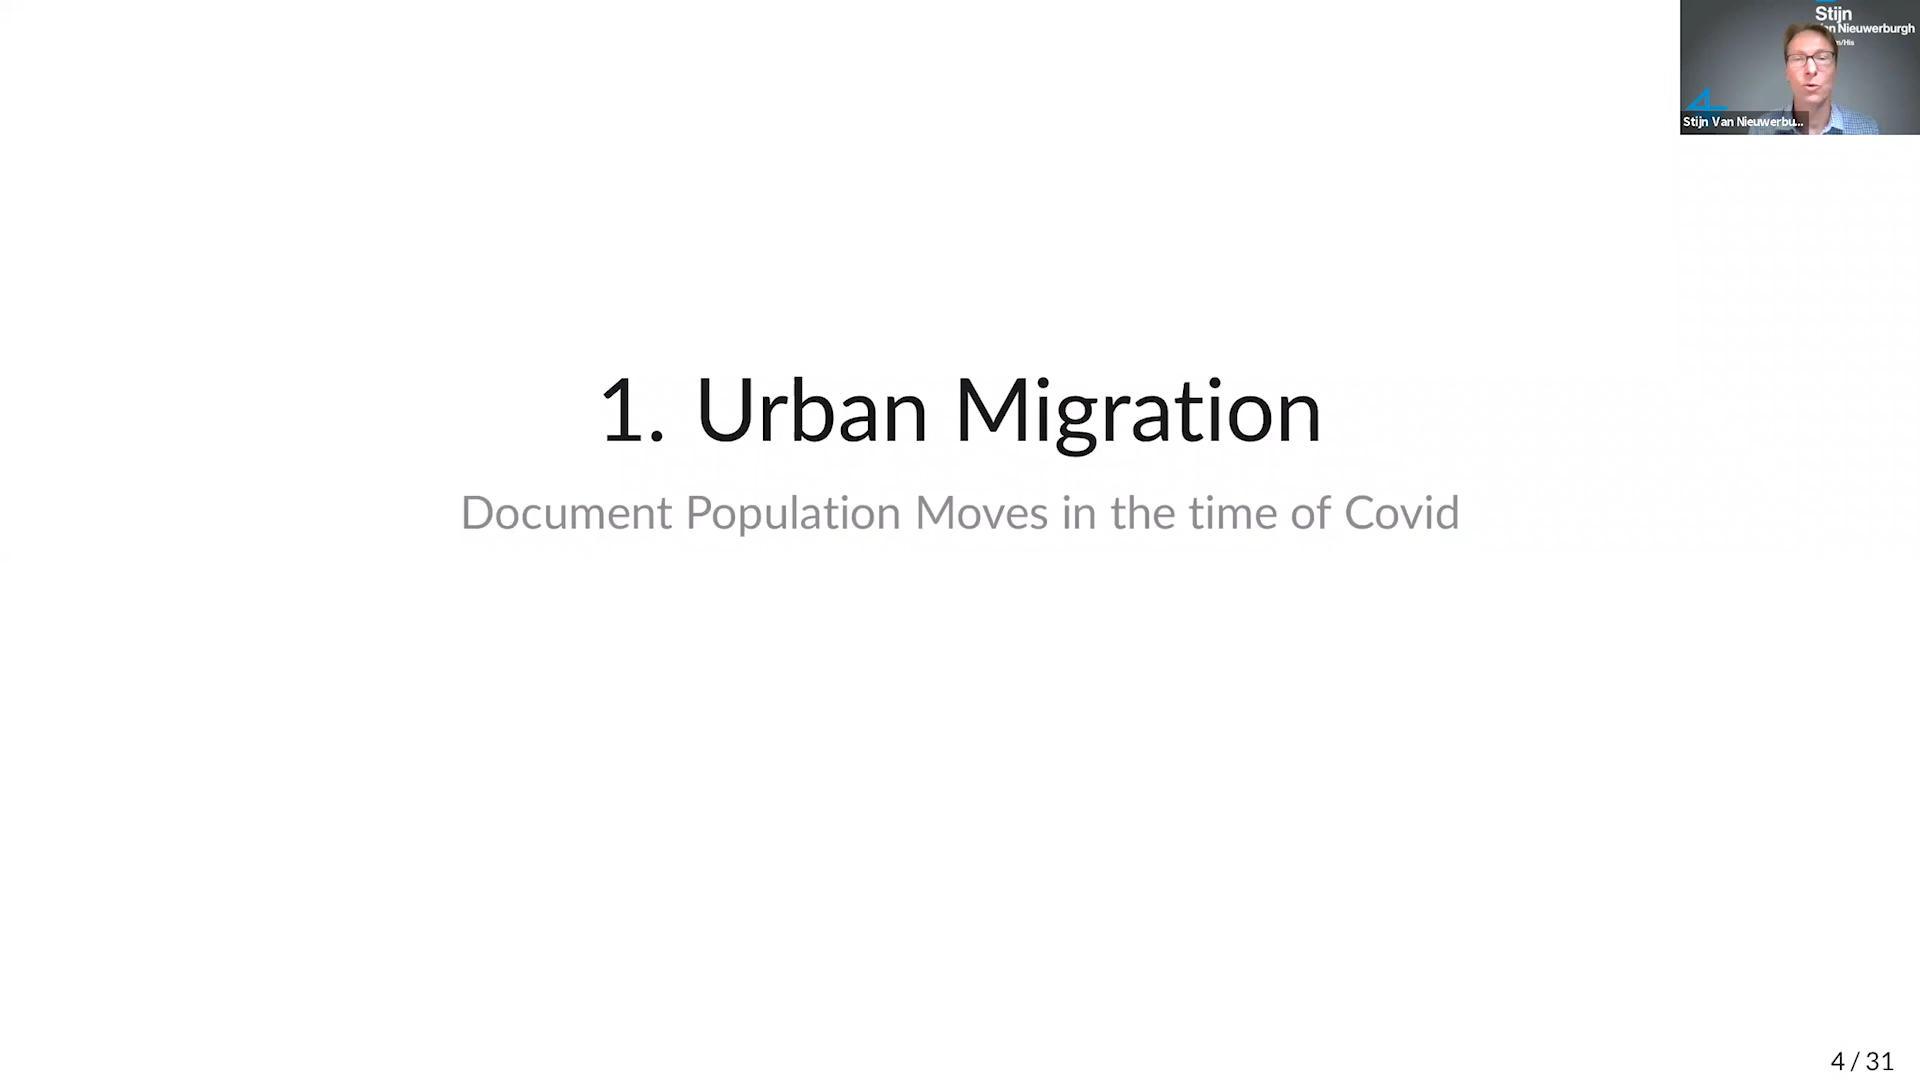 Stijn
Van Nieuwerburgh
Stijn Van Nieuwerbu...
1. Urban Migration
Document Population Moves in the time of Covid
4 / 31